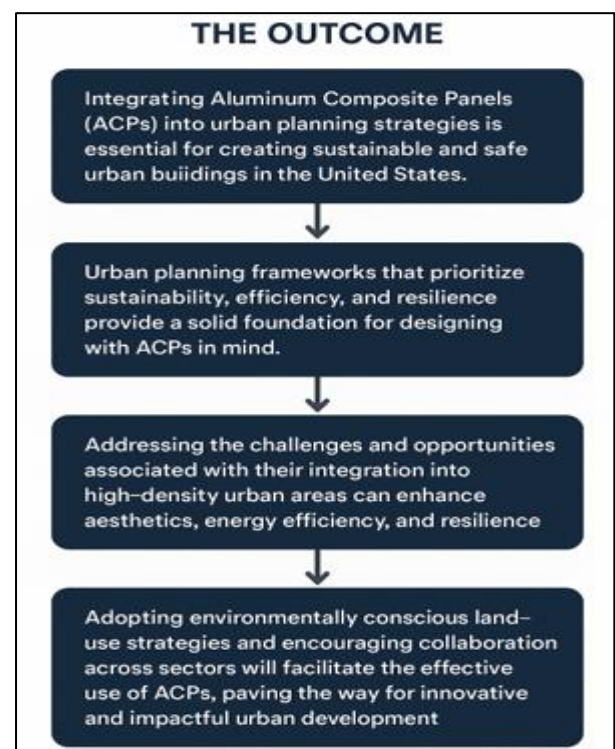 THE OUTCOME
Integrating Aluminum Composite Panels
(ACPs) into urban planning strategies is
essential for creating sustainable and safe
urban buiidings in the United States.
Urban planning frameworks that prioritize
sustainability, efficiency, and resilience
provide a solid foundation for designing
with ACPs in mind.
Addressing the challenges and opportunities
associated with their integration into
high–density urban areas can enhance
aesthetics, energy efficiency, and resilience
Adopting environmentally conscious land–
use strategies and encouraging collaboration
across sectors will facilitate the effective
use of ACPs, paving the way for innovative
and impactful urban development